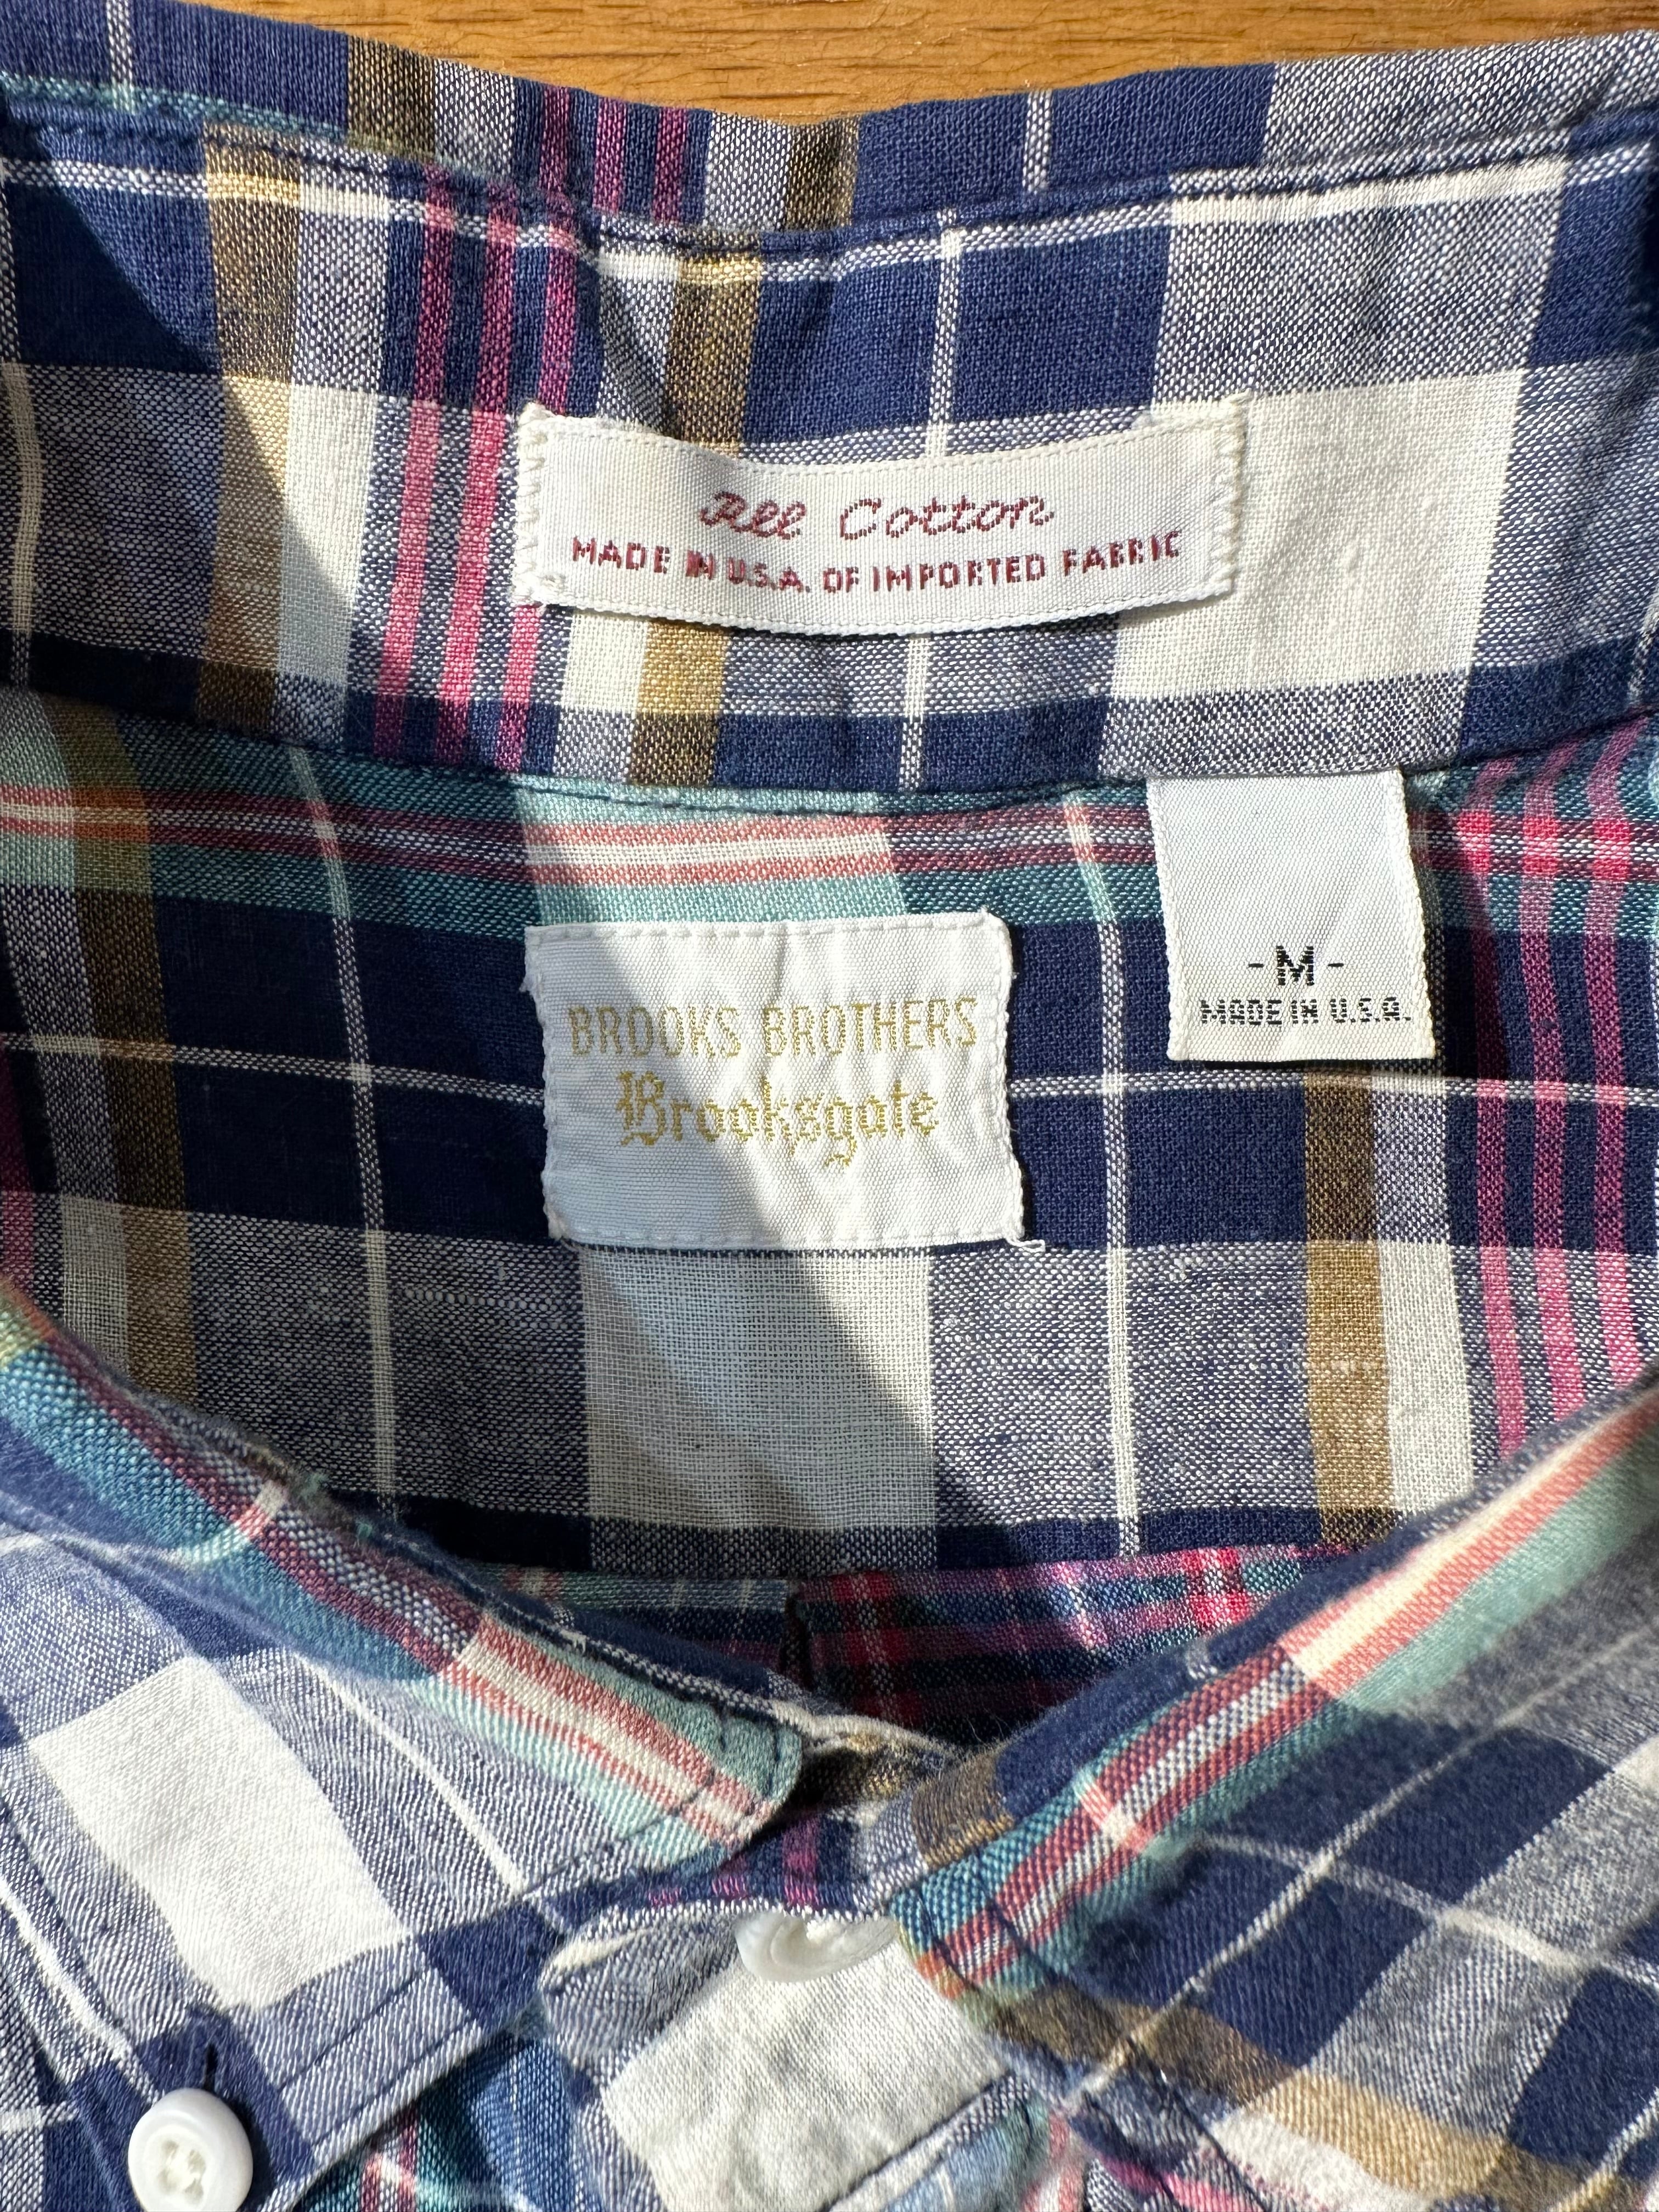 All Cotton
MADE IN U.S.A. OF IMPORTED FABRIC
BROOKS BROTHERS
Brooksgate
-M-
MADE IN U.S.A.